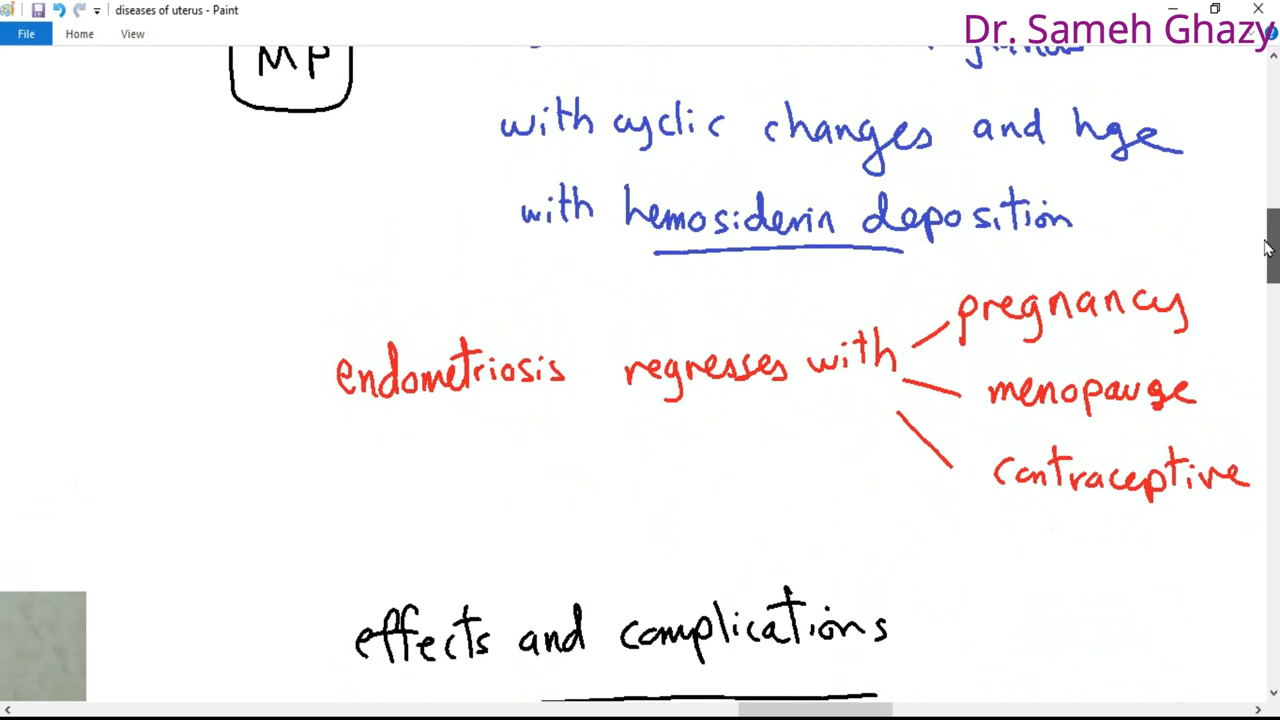 diseases of uterus - Paint
Dr. Sameh Ghazy
File Home View
MP
with cyclic changes and hge
with hemosiderin deposition
endometriosis regresses with
pregnancy
menopause
contraceptive
effects and complications